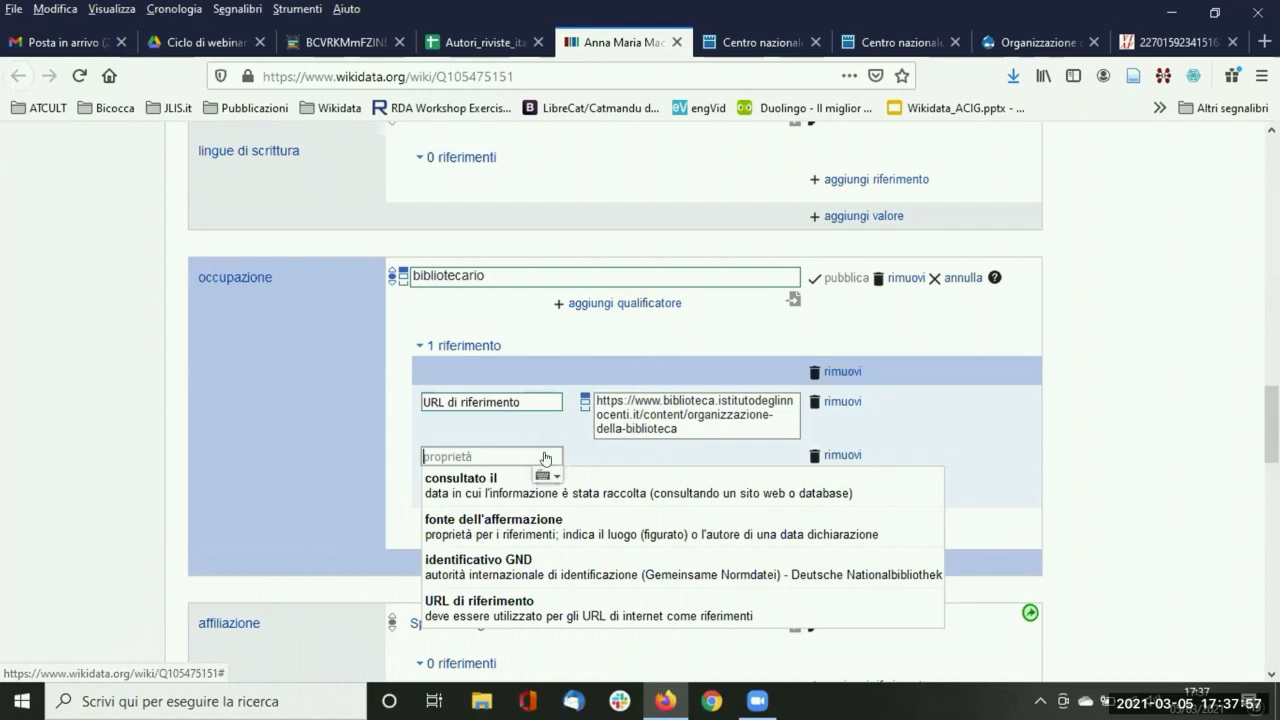 File Modifica Visualizza Cronologia Segnalibri Strumenti Aiuto
Posta in arrivo ( Ciclo di webinar BCVRKMmFZINE Autori_riviste_ita Anna Maria Mac Centro nazionale Centro nazionale Organizzazione d 2270159234151
https://www.wikidata.org/wiki/Q105475151
ATCULT Bicocca JLIS.it Pubblicazioni Wikidata RDA Workshop Exercis... LibreCat/Catmandu d... engVid Duolingo - Il miglior ... Wikidata_ACIG.pptx - ... Altri segnalibri
lingue di scrittura
0 riferimenti
+ aggiungi riferimento
+ aggiungi valore
occupazione
bibliotecario
pubblica rimuovi annulla
+ aggiungi qualificatore
1 riferimento
rimuovi
URL di riferimento
https://www.biblioteca.istitutodeglinn
ocenti.it/content/organizzazione-
della-biblioteca
rimuovi
proprietà
rimuovi
consultato il
data in cui l'informazione è stata raccolta (consultando un sito web o database)
fonte dell'affermazione
proprietà per i riferimenti; indica il luogo (figurato) o l'autore di una data dichiarazione
identificativo GND
autorità internazionale di identificazione (Gemeinsame Normdatei) - Deutsche Nationalbibliothek
URL di riferimento
deve essere utilizzato per gli URL di internet come riferimenti
affiliazione
0 riferimenti
https://www.wikidata.org/wiki/Q105475151#
Scrivi qui per eseguire la ricerca
17:37
2021-03-05 17:37:57